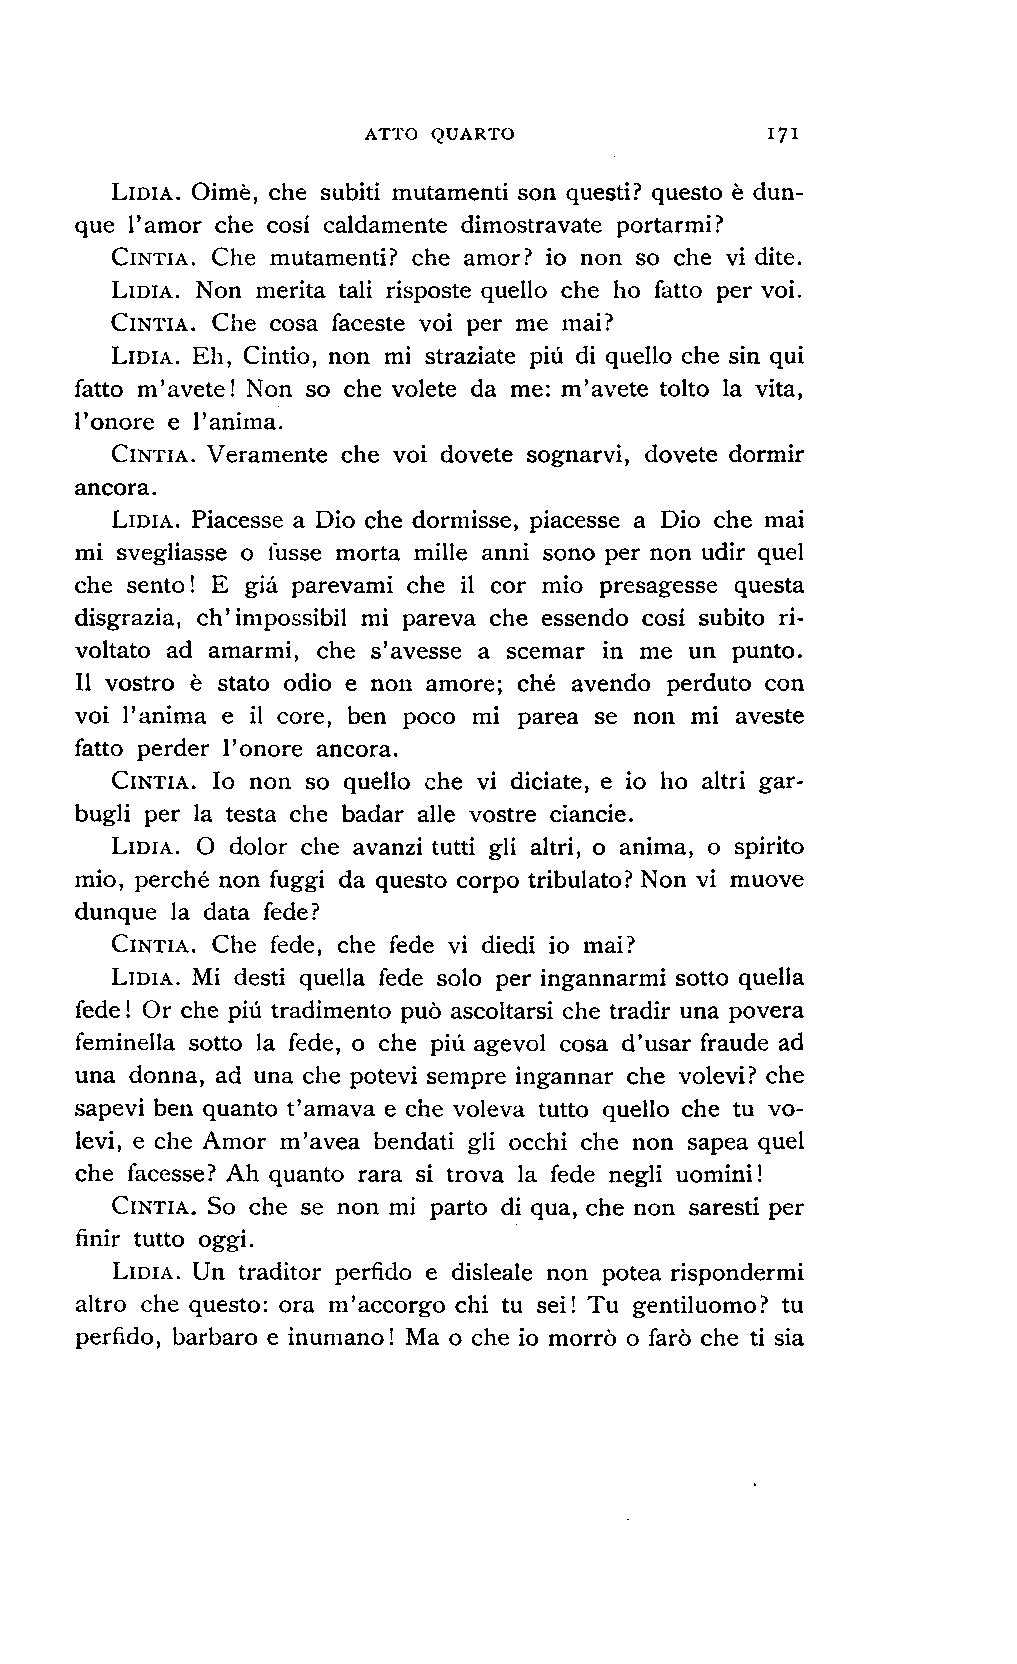 ATTO QUARTO 171
LIDIA. Oimè, che subiti mutamenti son questi? questo è dun-
que l'amor che cosí caldamente dimostravate portarmi?
CINTIA. Che mutamenti? che amor? io non so che vi dite.
LIDIA. Non merita tali risposte quello che ho fatto per voi.
CINTIA. Che cosa faceste voi per me mai?
LIDIA. Eh, Cintio, non mi straziate piú di quello che sin qui
fatto m'avete! Non so che volete da me: m'avete tolto la vita,
l'onore e l'anima.
CINTIA. Veramente che voi dovete sognarvi, dovete dormir
ancora.
LIDIA. Piacesse a Dio che dormisse, piacesse a Dio che mai
mi svegliasse o fusse morta mille anni sono per non udir quel
che sento! E giá parevami che il cor mio presagesse questa
disgrazia, ch'impossibil mi pareva che essendo cosí subito ri-
voltato ad amarmi, che s'avesse a scemar in me un punto.
Il vostro è stato odio e non amore; ché avendo perduto con
voi l'anima e il core, ben poco mi parea se non mi aveste
fatto perder l'onore ancora.
CINTIA. Io non so quello che vi diciate, e io ho altri gar-
bugli per la testa che badar alle vostre ciancie.
LIDIA. O dolor che avanzi tutti gli altri, o anima, o spirito
mio, perché non fuggi da questo corpo tribulato? Non vi muove
dunque la data fede?
CINTIA. Che fede, che fede vi diedi io mai?
LIDIA. Mi desti quella fede solo per ingannarmi sotto quella
fede! Or che piú tradimento può ascoltarsi che tradir una povera
feminella sotto la fede, o che piú agevol cosa d'usar fraude ad
una donna, ad una che potevi sempre ingannar che volevi? che
sapevi ben quanto t'amava e che voleva tutto quello che tu vo-
levi, e che Amor m'avea bendati gli occhi che non sapea quel
che facesse? Ah quanto rara si trova la fede negli uomini!
CINTIA. So che se non mi parto di qua, che non saresti per
finir tutto oggi.
LIDIA. Un traditor perfido e disleale non potea rispondermi
altro che questo: ora m'accorgo chi tu sei! Tu gentiluomo? tu
perfido, barbaro e inumano! Ma o che io morrò o farò che ti sia